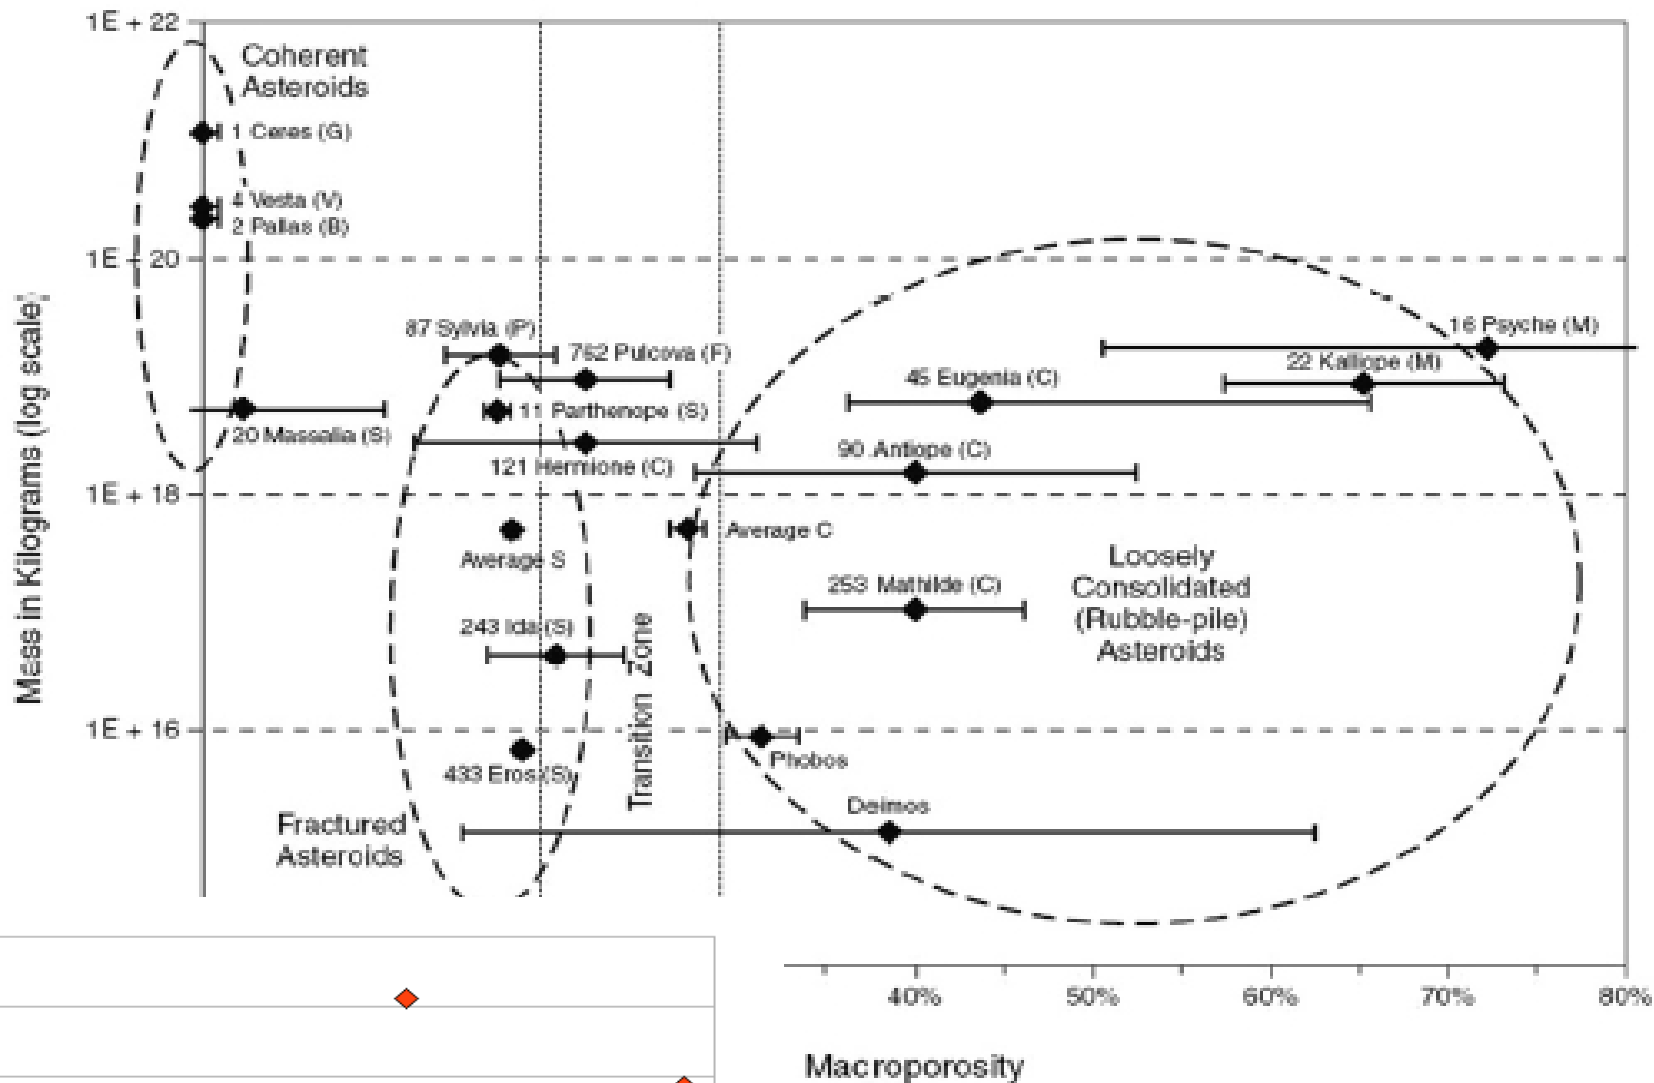 1E + 22
Coherent
Asteroids
1 Ceres (G)
4 Vesta (V)
2 Pallas (B)
1E + 20
87 Sylvia (P)
16 Psyche (M)
762 Pulcova (F)
22 Kalliope (M)
45 Eugenia (C)
11 Parthenope (S)
20 Massalia (S)
90 Antiope (C)
121 Hermione (C)
1E + 18
Average C
Average S
Loosely
Consolidated
(Rubble-pile)
Asteroids
253 Mathilde (C)
243 Ida (S)
Transition Zone
1E + 16
Phobos
433 Eros (S)
Deimos
Fractured
Asteroids
Mass in Kilograms (log scale)
40%
50%
60%
70%
80%
Macroporosity